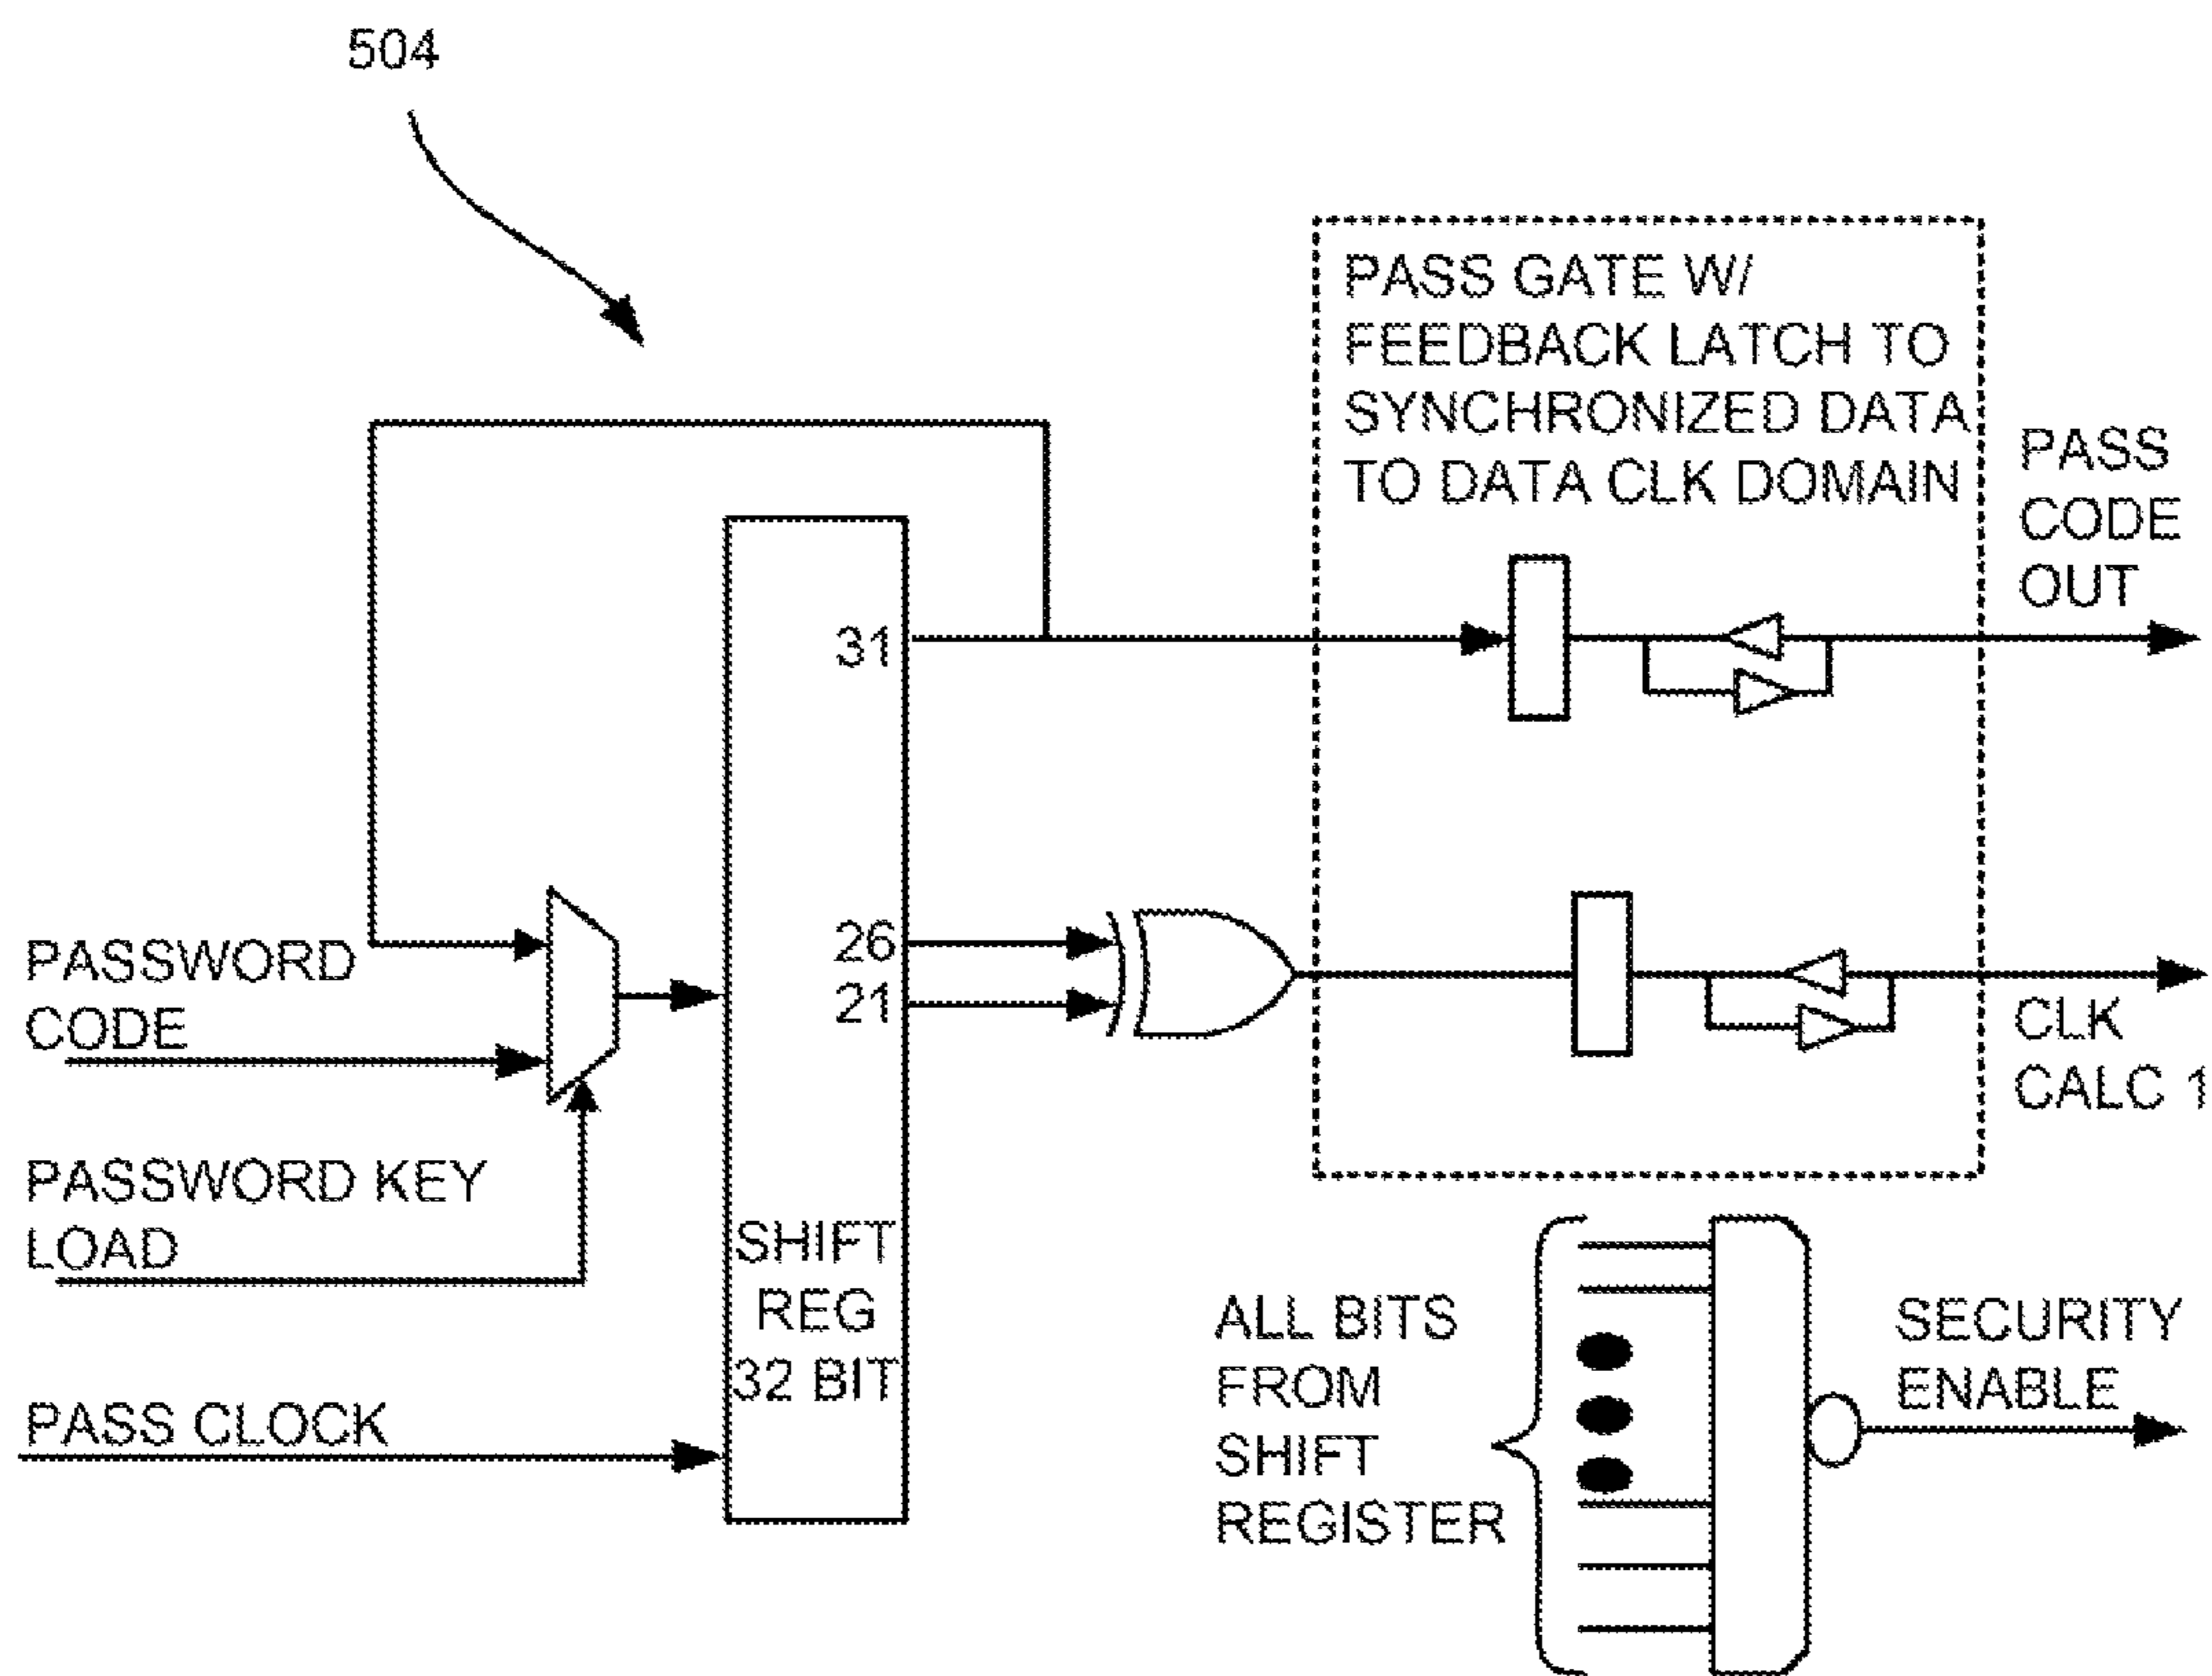 504
PASS GATE W/
FEEDBACK LATCH TO
SYNCHRONIZED DATA
TO DATA CLK DOMAIN
PASS
CODE
OUT
31
26
21
PASSWORD
CODE
CLK
CALC 1
PASSWORD KEY
LOAD
SHIFT
REG
32 BIT
PASS CLOCK
ALL BITS
FROM
SHIFT
REGISTER
SECURITY
ENABLE